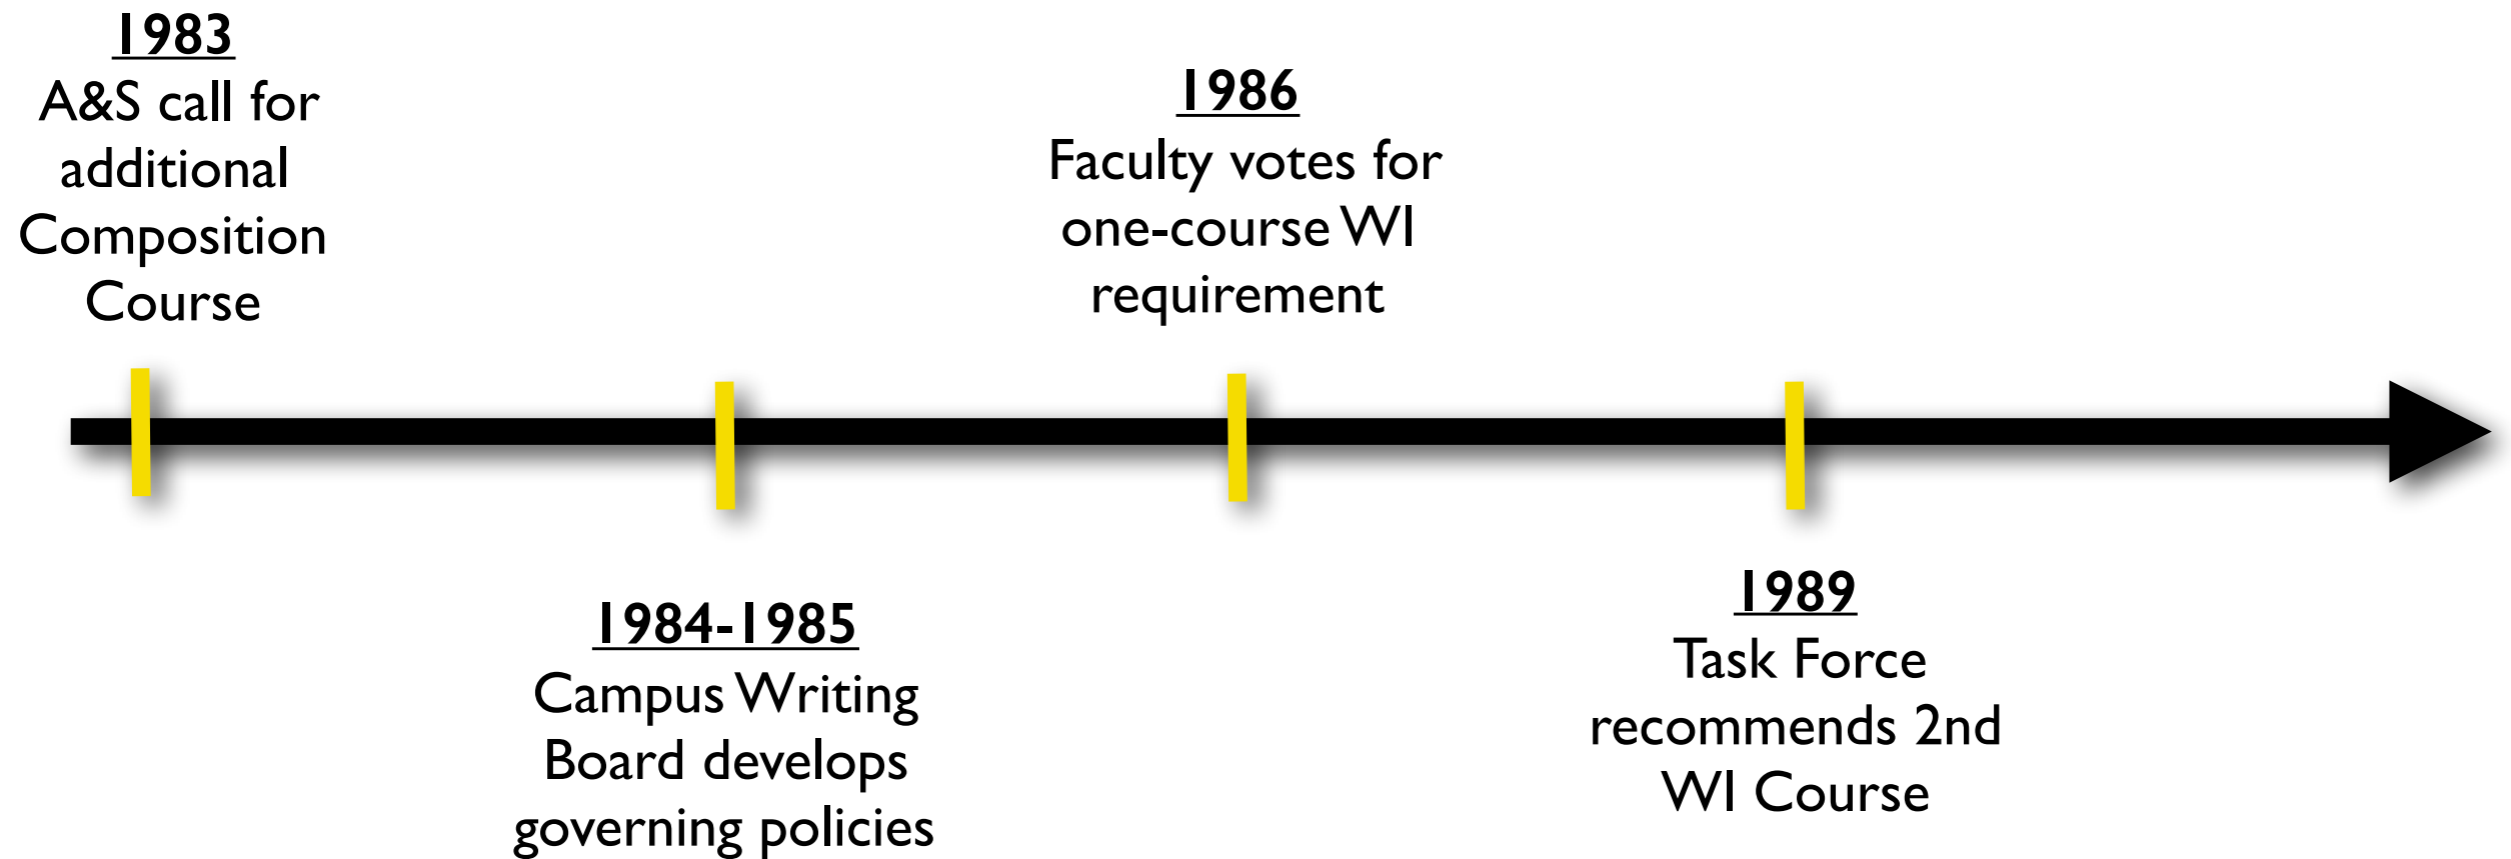 1983
A&S call for
additional
Composition
Course
1984-1985
Campus Writing
Board develops
governing policies
1986
Faculty votes for
one-course WI
requirement
1989
Task Force
recommends 2nd
WI Course